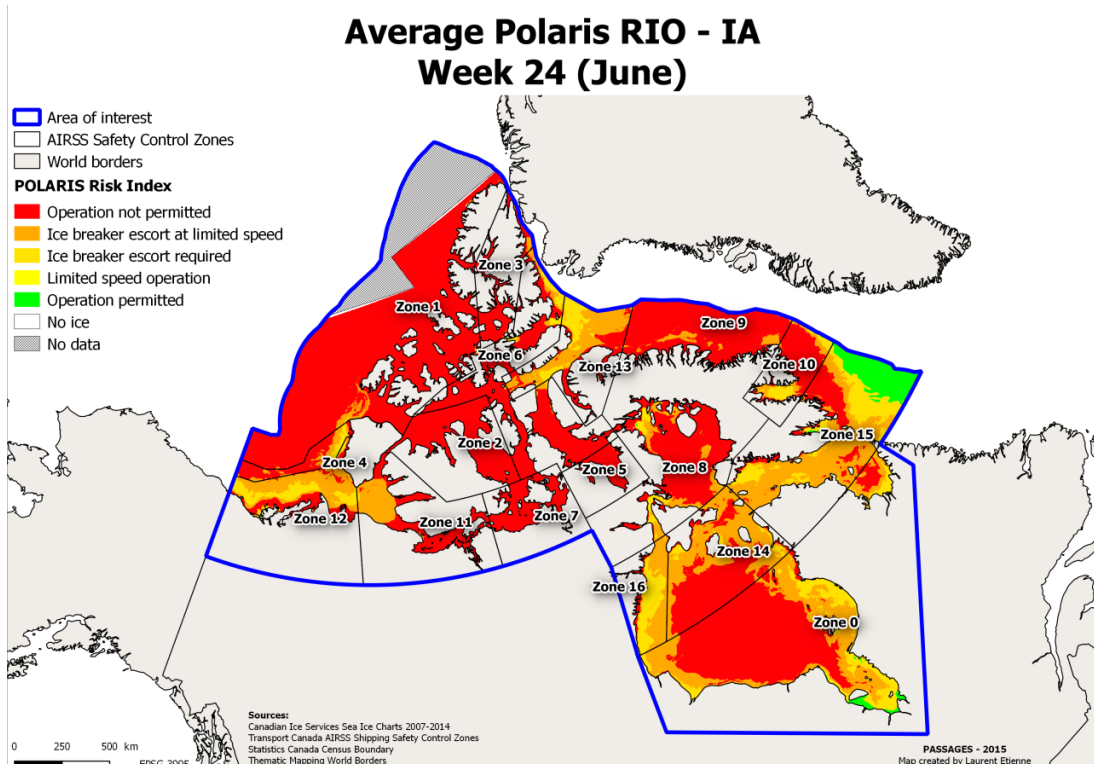 Average Polaris RIO - IA
Week 24 (June)
Area of interest
AIRSS Safety Control Zones
World borders
POLARIS Risk Index
Operation not permitted
Ice breaker escort at limited speed
Ice breaker escort required
Limited speed operation
Operation permitted
No ice
No data
Zone 3
Zone 1
Zone 9
Zone 6
Zone 13
Zone 10
Zone 2
Zone 15
Zone 4
Zone 5
Zone 8
Zone 12
Zone 11
Zone 7
Zone 14
Zone 16
Zone 0
Sources:
Canadian Ice Services Sea Ice Charts 2007-2014
Transport Canada AIRSS Shipping Safety Control Zones
Statistics Canada Census Boundary
Thematic Mapping World Borders
0 250 500 km
EPSG 3995
PASSAGES - 2015
Map created by Laurent Etienne